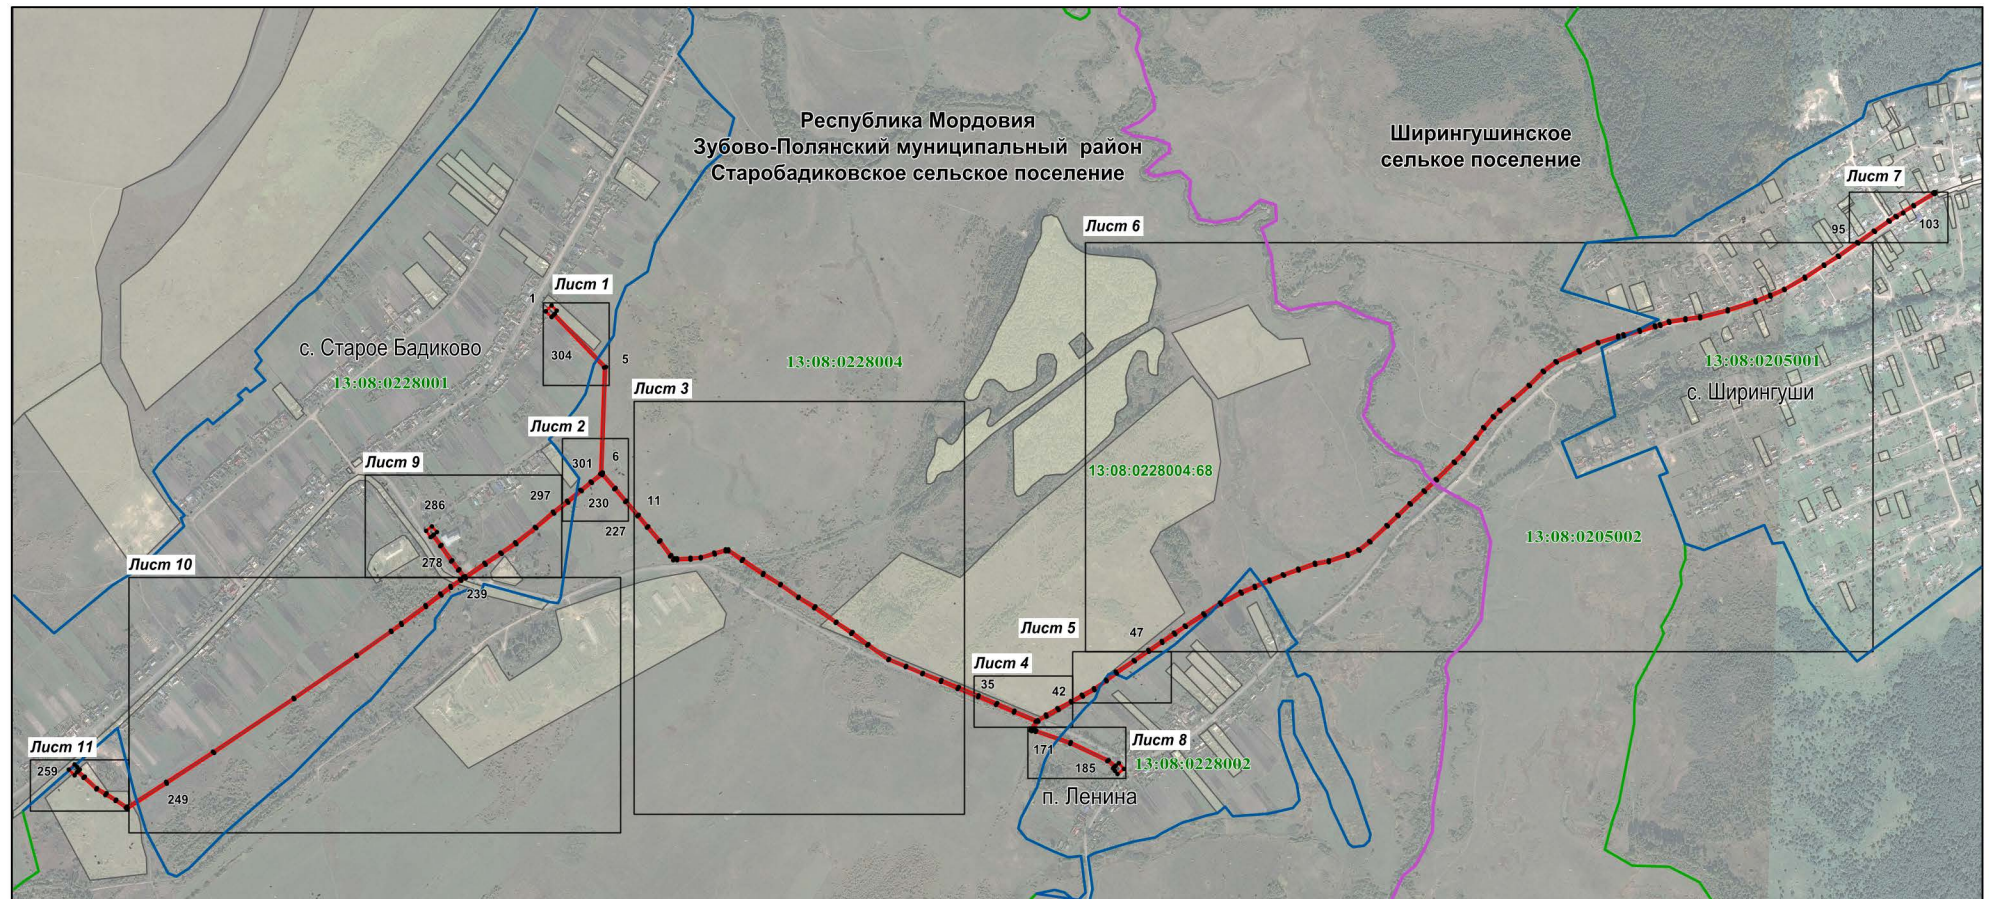 Республика Мордовия
Зубово-Полянский муниципальный район
Старобадиковское сельское поселение
Ширингушинское
селькое поселение
Лист 7
95
103
Лист 6
Лист 1
1
304
5
с. Старое Бадиково
13:08:0228001
13:08:0228004
13:08:0205001
с. Ширингуши
Лист 3
Лист 2
301
6
Лист 9
297
230
11
227
286
278
239
13:08:0228004:68
13:08:0205002
Лист 10
Лист 5
47
Лист 4
35
42
Лист 11
259
249
171
185
Лист 8
13:08:0228002
п. Ленина